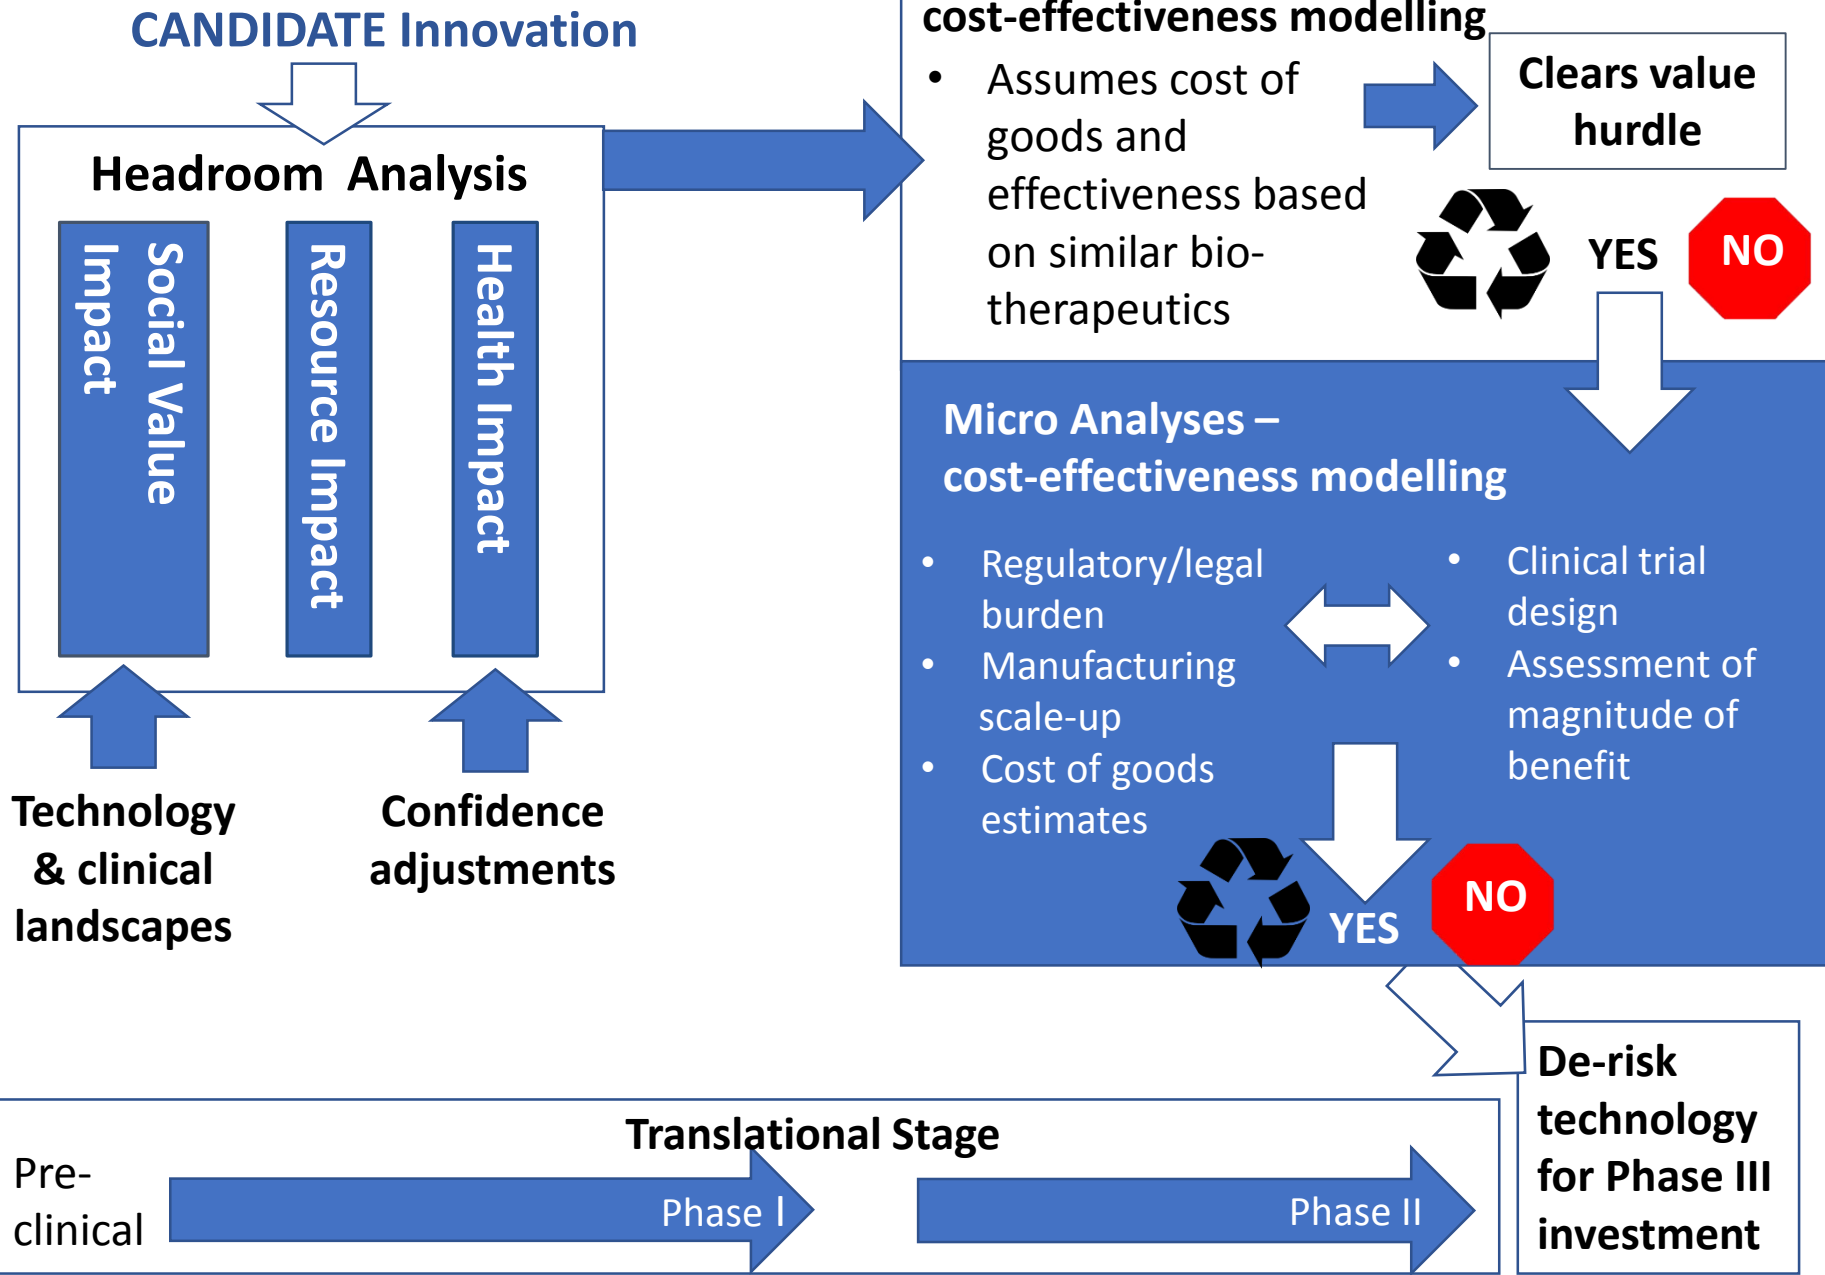 CANDIDATE Innovation
Headroom Analysis
Social Value
Impact
Resource Impact
Health Impact
Technology
& clinical
landscapes
Confidence
adjustments
cost-effectiveness modelling
• Assumes cost of
goods and
effectiveness based
on similar bio-
therapeutics
Clears value
hurdle
YES
NO
Micro Analyses –
cost-effectiveness modelling
• Regulatory/legal
burden
• Manufacturing
scale-up
• Cost of goods
estimates
• Clinical trial
design
• Assessment of
magnitude of
benefit
YES
NO
De-risk
technology
for Phase III
investment
Translational Stage
Pre-
clinical
Phase I
Phase II